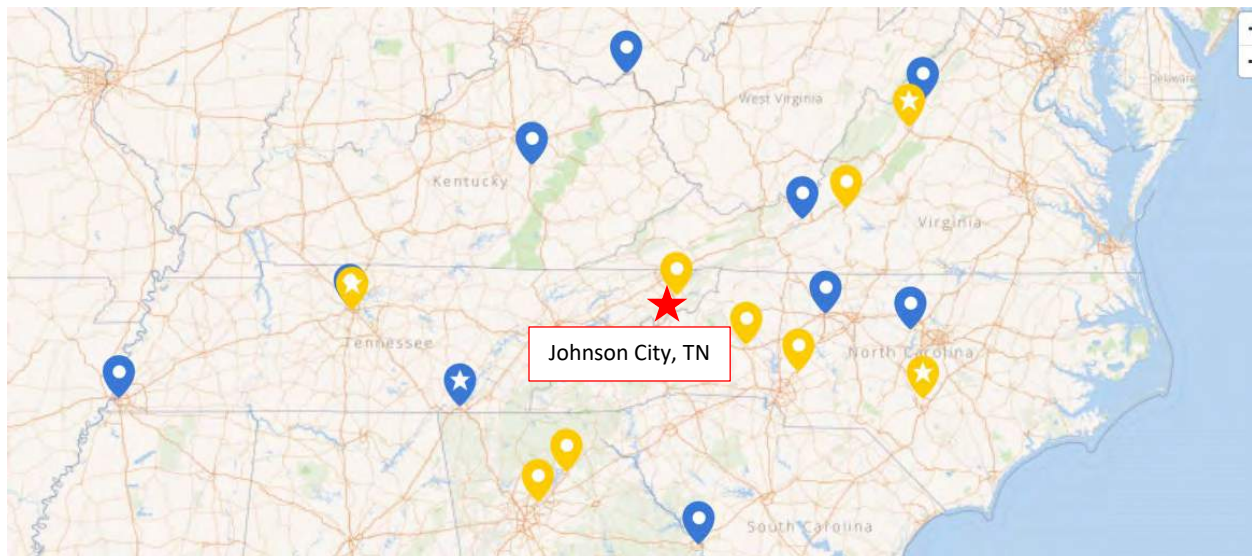 West Virginia
Delaware
Kentucky
Virginia
Tennessee
Johnson City, TN
North Carolina
South Carolina